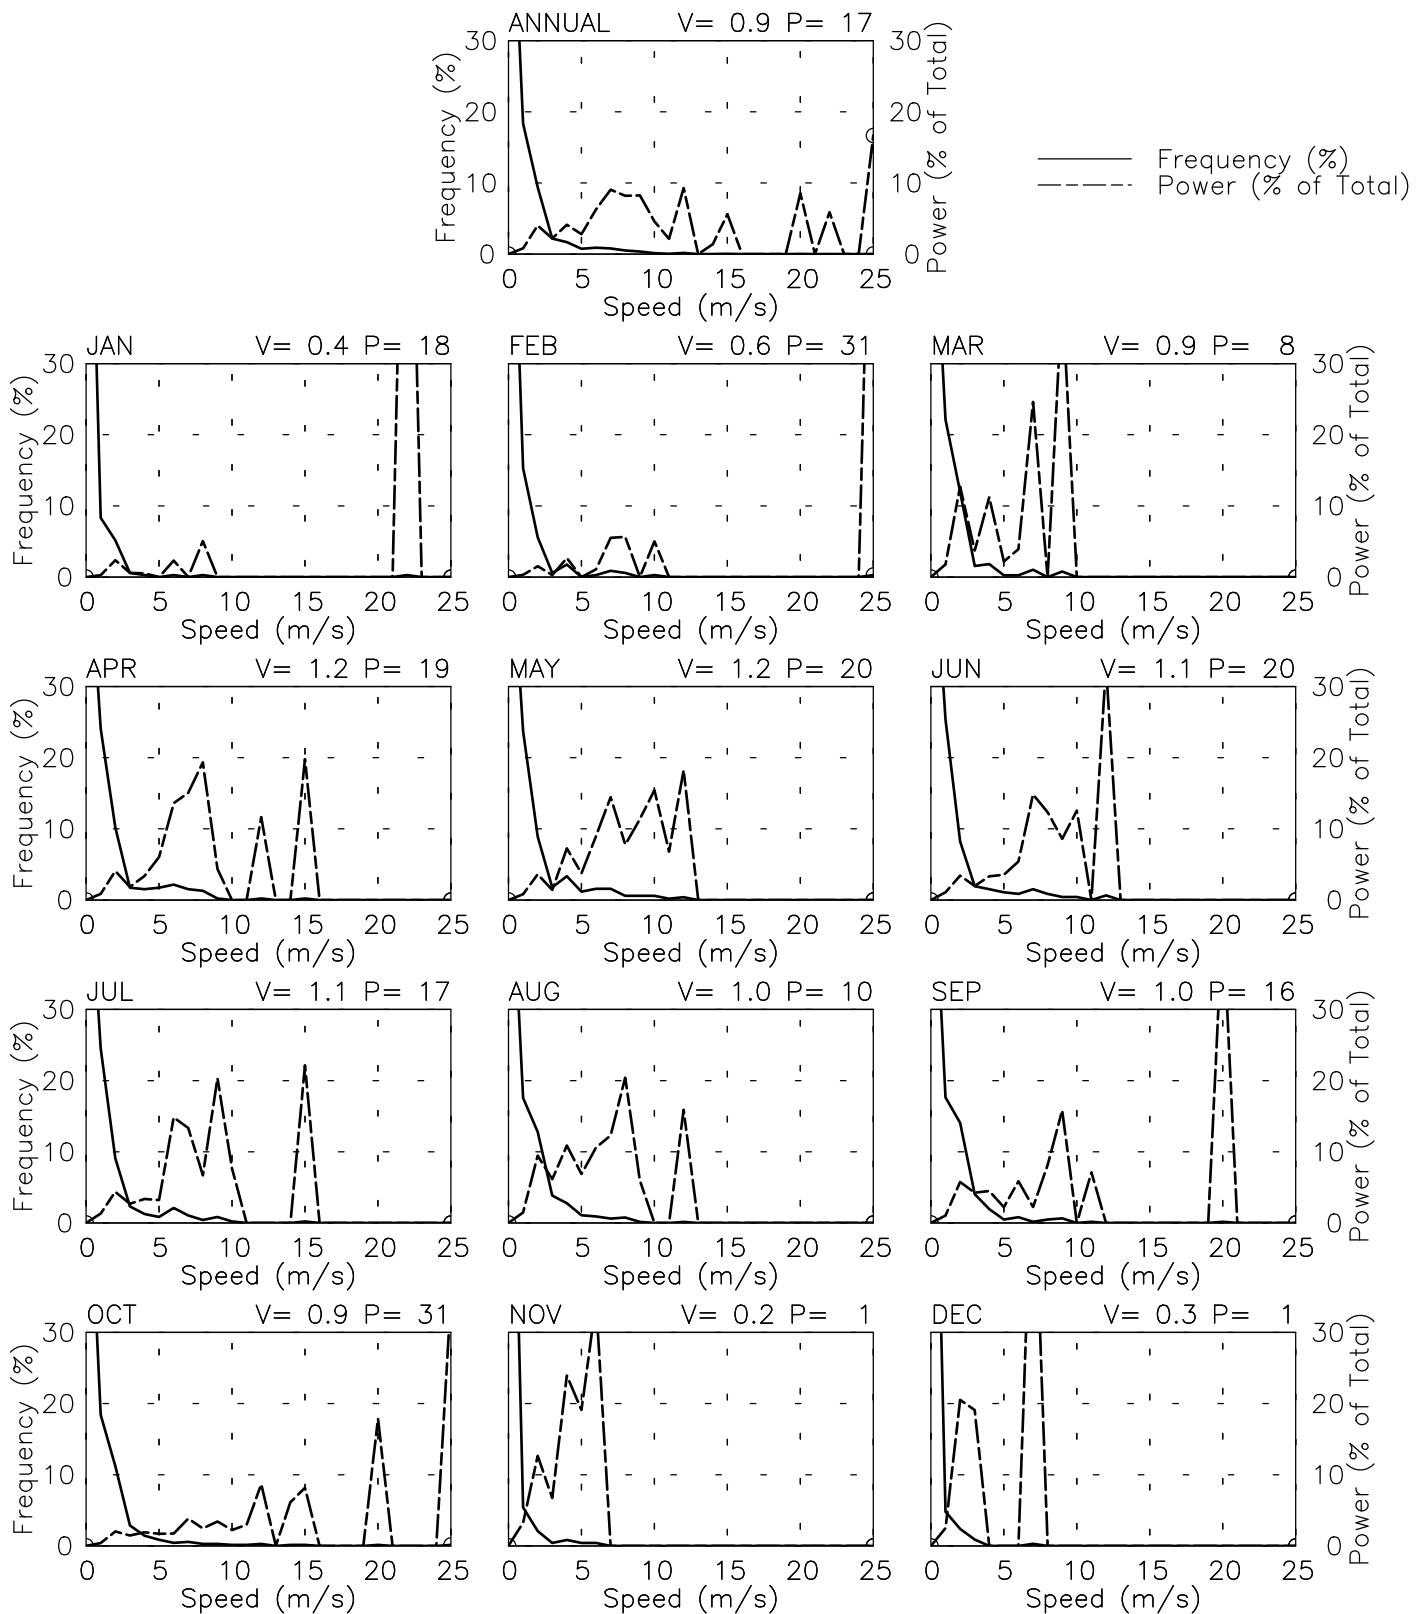 ANNUAL V= 0.9 P= 17
30 30
20 20
10 10
0 0
0 5 10 15 20 25
Speed (m/s)
Frequency (%)
Power (% of Total)
Frequency (%)
Power (% of Total)
JAN V= 0.4 P= 18
30
20
10
0
0 5 10 15 20 25
Speed (m/s)
Frequency (%)
FEB V= 0.6 P= 31
0 5 10 15 20 25
Speed (m/s)
MAR V= 0.9 P= 8
30
20
10
0
0 5 10 15 20 25
Speed (m/s)
Power (% of Total)
APR V= 1.2 P= 19
30
20
10
0
0 5 10 15 20 25
Speed (m/s)
Frequency (%)
MAY V= 1.2 P= 20
0 5 10 15 20 25
Speed (m/s)
JUN V= 1.1 P= 20
30
20
10
0
0 5 10 15 20 25
Speed (m/s)
Power (% of Total)
JUL V= 1.1 P= 17
30
20
10
0
0 5 10 15 20 25
Speed (m/s)
Frequency (%)
AUG V= 1.0 P= 10
0 5 10 15 20 25
Speed (m/s)
SEP V= 1.0 P= 16
30
20
10
0
0 5 10 15 20 25
Speed (m/s)
Power (% of Total)
OCT V= 0.9 P= 31
30
20
10
0
0 5 10 15 20 25
Speed (m/s)
Frequency (%)
NOV V= 0.2 P= 1
0 5 10 15 20 25
Speed (m/s)
DEC V= 0.3 P= 1
30
20
10
0
0 5 10 15 20 25
Speed (m/s)
Power (% of Total)